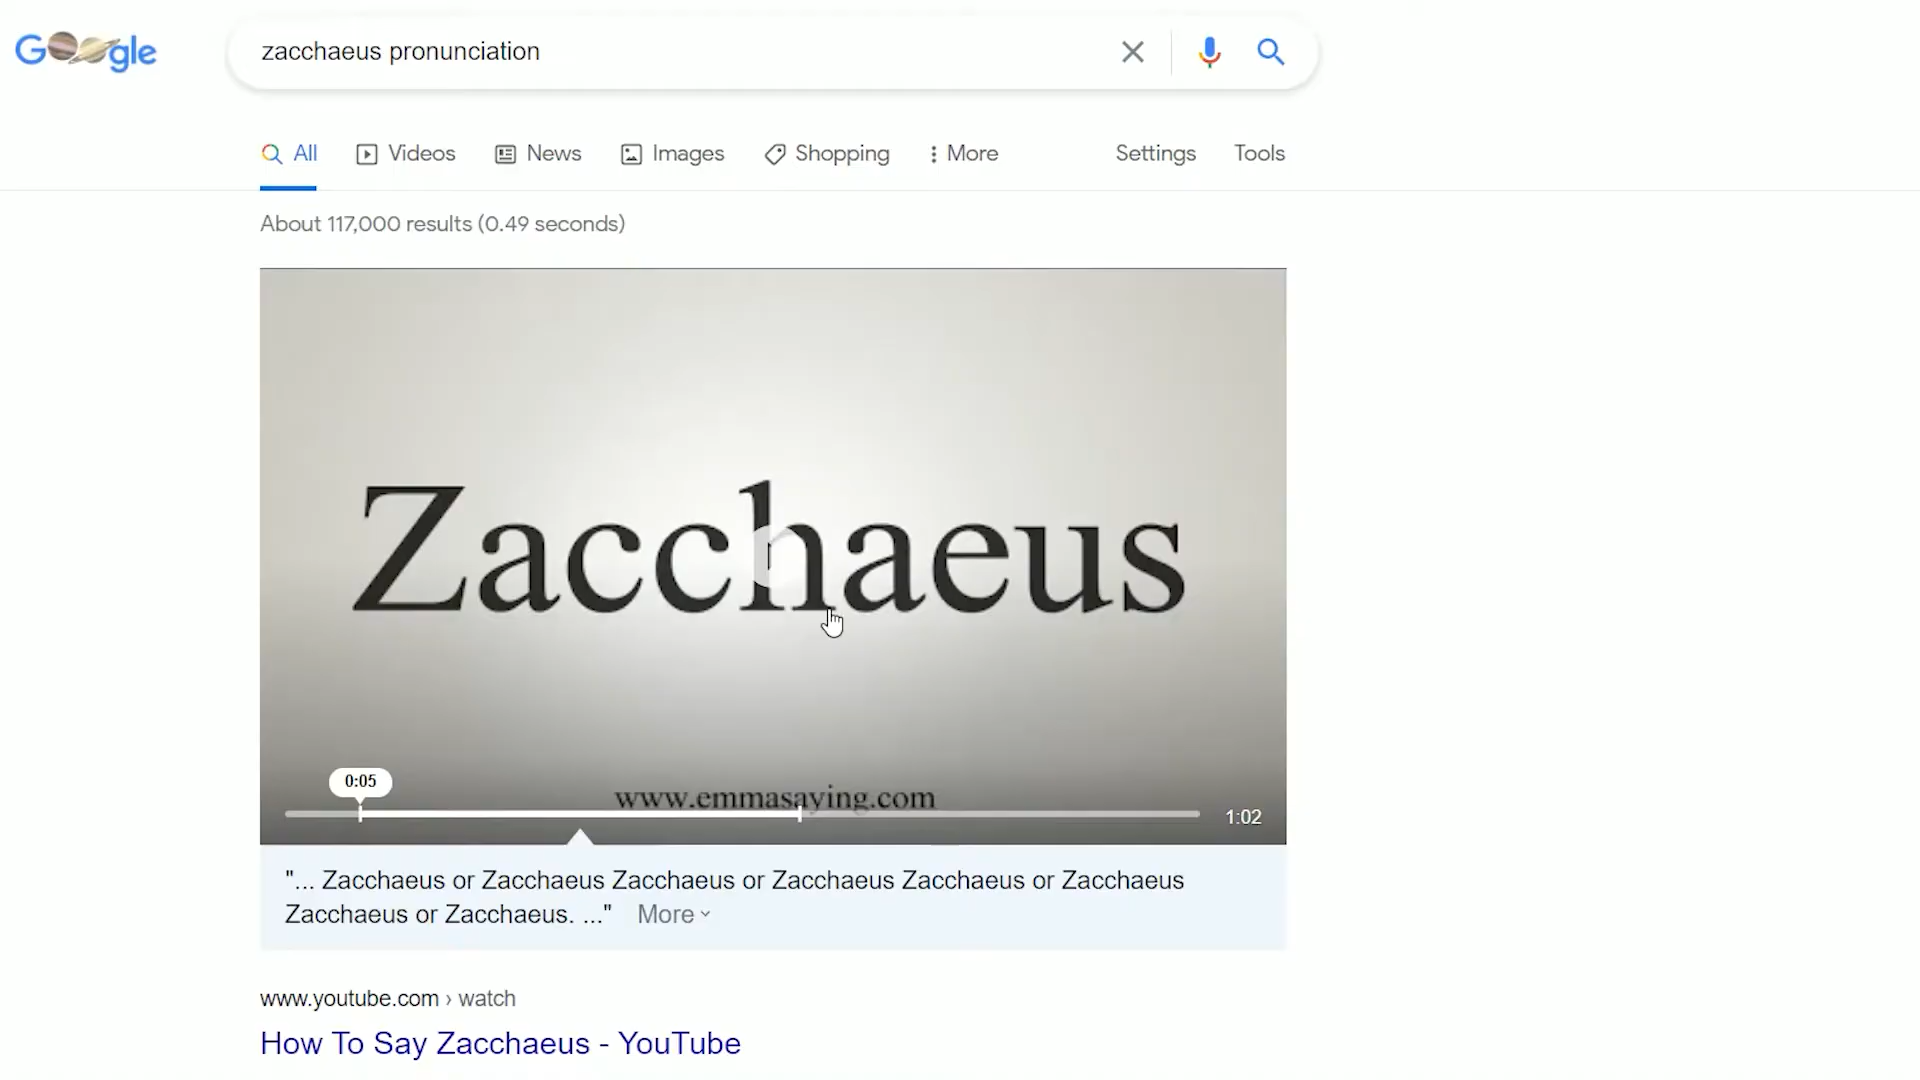 Google
zacchaeus pronunciation
All Videos News Images Shopping More Settings Tools
About 117,000 results (0.49 seconds)
Zacchaeus
0:05
www.emmasaying.com
1:02
"... Zacchaeus or Zacchaeus Zacchaeus or Zacchaeus Zacchaeus or Zacchaeus
Zacchaeus or Zacchaeus. ..." More
www.youtube.com › watch
How To Say Zacchaeus - YouTube